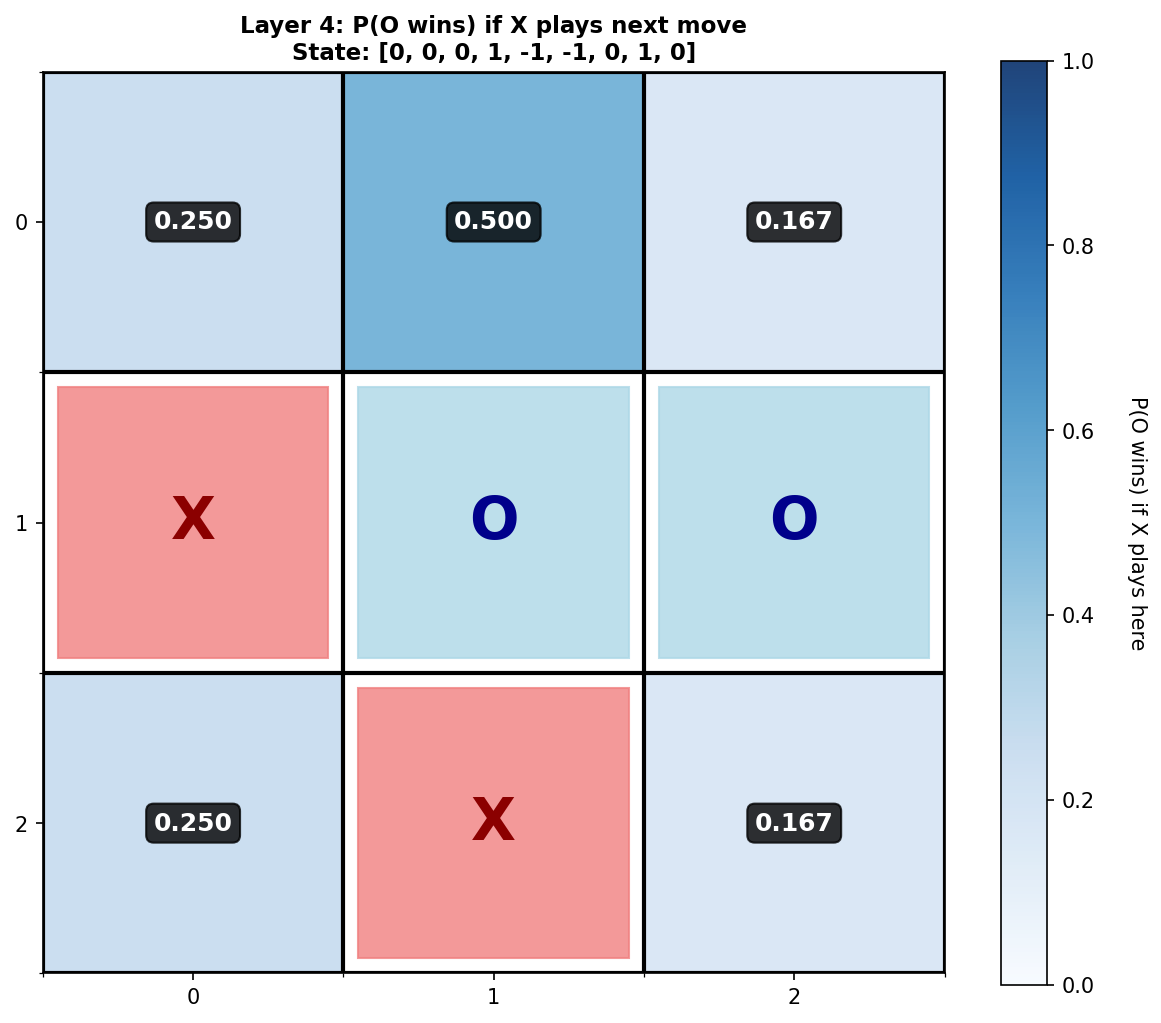 Layer 4: P(O wins) if X plays next move
State: [0, 0, 0, 1, -1, -1, 0, 1, 0]
0
0.250
0.500
0.167
1
X
O
O
2
0.250
X
0.167
0
1
2
1.0
0.8
0.6
0.4
0.2
0.0
P(O wins) if X plays here